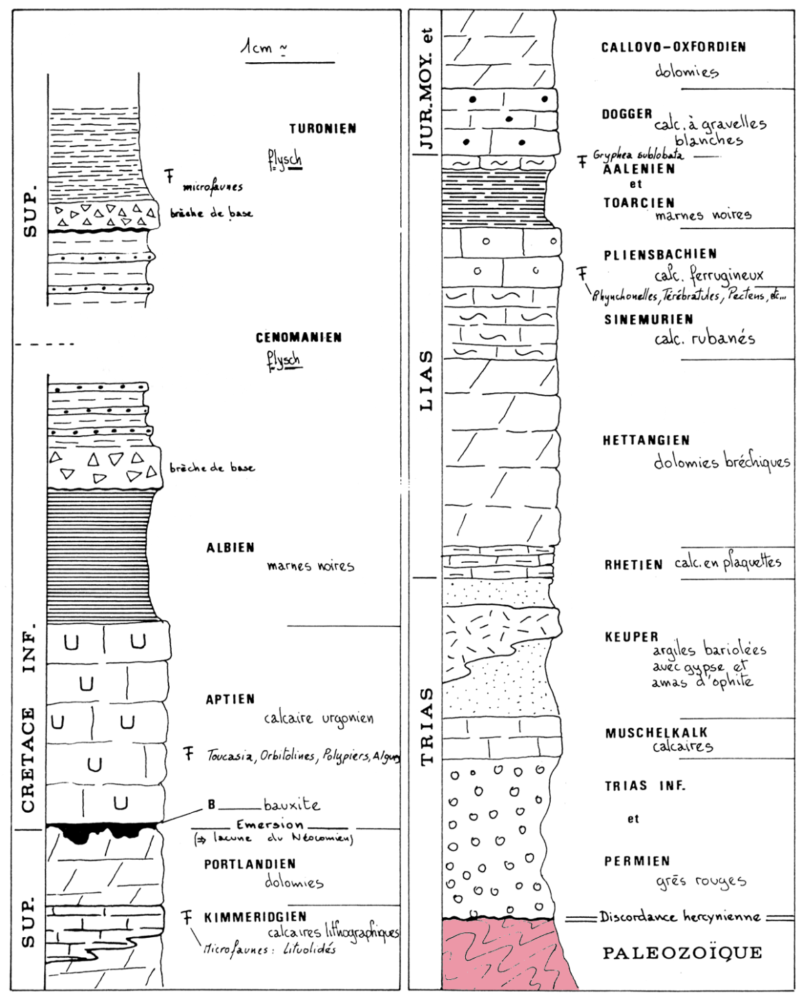 1cm ~
SUP.
TURONIEN
flysch
F microfaunes
brèche de base
CENOMANIEN
flysch
brèche de base
ALBIEN
marnes noires
CRETACE INF.
APTIEN
calcaire urgonien
F Toucasia, Orbitolines, Polypiers, Algues
B bauxite
Emersion
(⇒ lacune du Néocomien)
PORTLANDIEN
dolomies
SUP.
F KIMMERIDGIEN
calcaires lithographiques
Microfaunes : Lituolidés
JUR. MOY. et
CALLOVO-OXFORDIEN
dolomies
DOGGER
calc. à gravelles
blanches
F Gryphea sublobata
AALENIEN
et
TOARCIEN
marnes noires
LIAS
PLIENSBACHIEN
F calc. ferrugineux
Rhynchonelles, Térébratules, Pectens, etc...
SINEMURIEN
calc. rubanés
HETTANGIEN
dolomies bréchiques
RHETIEN calc. en plaquettes
TRIAS
KEUPER
argiles bariolées
avec gypse et
amas d'ophite
MUSCHELKALK
calcaires
TRIAS INF.
et
PERMIEN
grès rouges
Discordance hercynienne
PALEOZOÏQUE